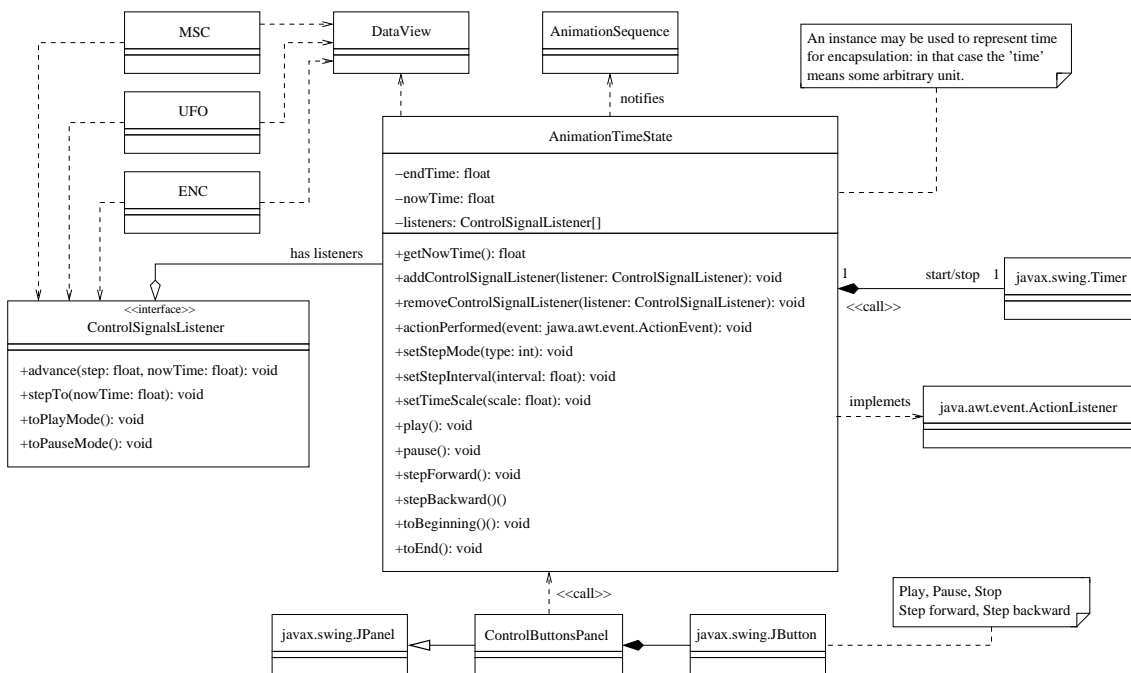 MSC
DataView
AnimationSequence
An instance may be used to represent time
for encapsulation: in that case the 'time'
means some arbitrary unit.
UFO
notifies
AnimationTimeState
ENC
−endTime: float
−nowTime: float
−listeners: ControlSignalListener[]
has listeners
+getNowTime(): float
+addControlSignalListener(listener: ControlSignalListener): void
+removeControlSignalListener(listener: ControlSignalListener): void
+actionPerformed(event: jawa.awt.event.ActionEvent): void
+setStepMode(type: int): void
+setStepInterval(interval: float): void
+setTimeScale(scale: float): void
+play(): void
+pause(): void
+stepForward(): void
+stepBackward()()
+toBeginning()(): void
+toEnd(): void
1
start/stop
1
<<call>>
javax.swing.Timer
<<interface>>
ControlSignalsListener
+advance(step: float, nowTime: float): void
+stepTo(nowTime: float): void
+toPlayMode(): void
+toPauseMode(): void
implemets
java.awt.event.ActionListener
<<call>>
Play, Pause, Stop
Step forward, Step backward
javax.swing.JPanel
ControlButtonsPanel
javax.swing.JButton